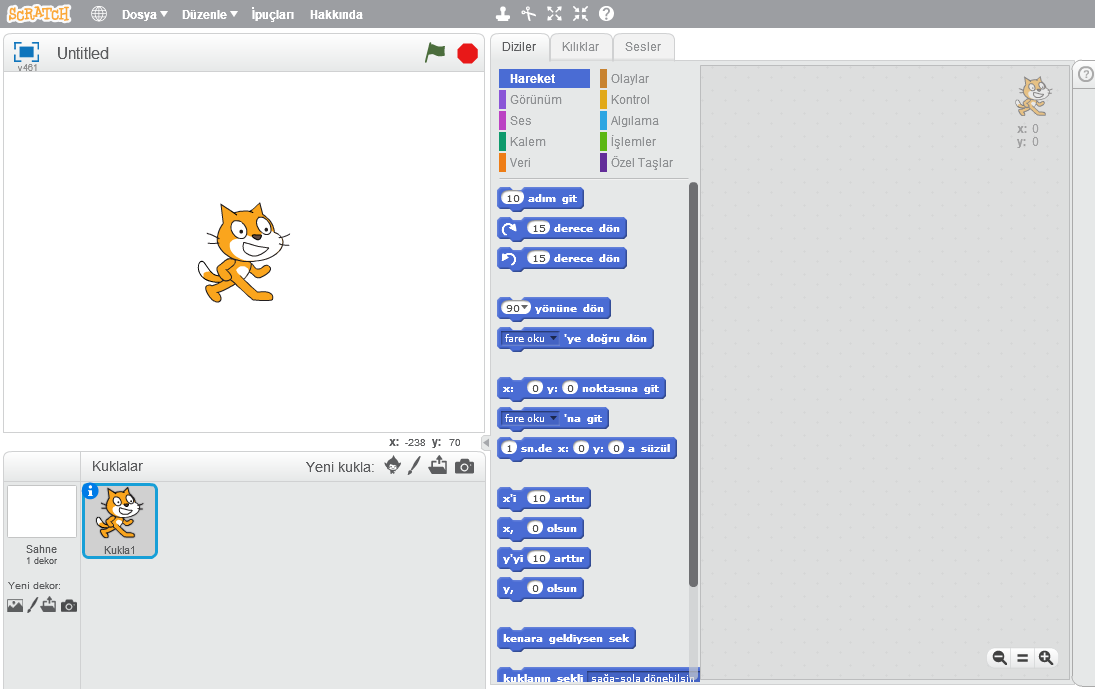 SCRATCH Dosya Düzenle İpuçları Hakkında
v461 Untitled
Diziler Kılıklar Sesler
Hareket Olaylar
Görünüm Kontrol
Ses Algılama
Kalem İşlemler
Veri Özel Taşlar
x: 0
y: 0
10 adım git
15 derece dön
15 derece dön
90 yönüne dön
fare oku 'ye doğru dön
x: 0 y: 0 noktasına git
fare oku 'na git
1 sn.de x: 0 y: 0 a süzül
x'i 10 arttır
x, 0 olsun
y'yi 10 arttır
y, 0 olsun
kenara geldiysen sek
kuklanın şekli sağa-sola dönebilsin
x: -238 y: 70
Kuklalar Yeni kukla:
Sahne
1 dekor
Yeni dekor:
Kukla1